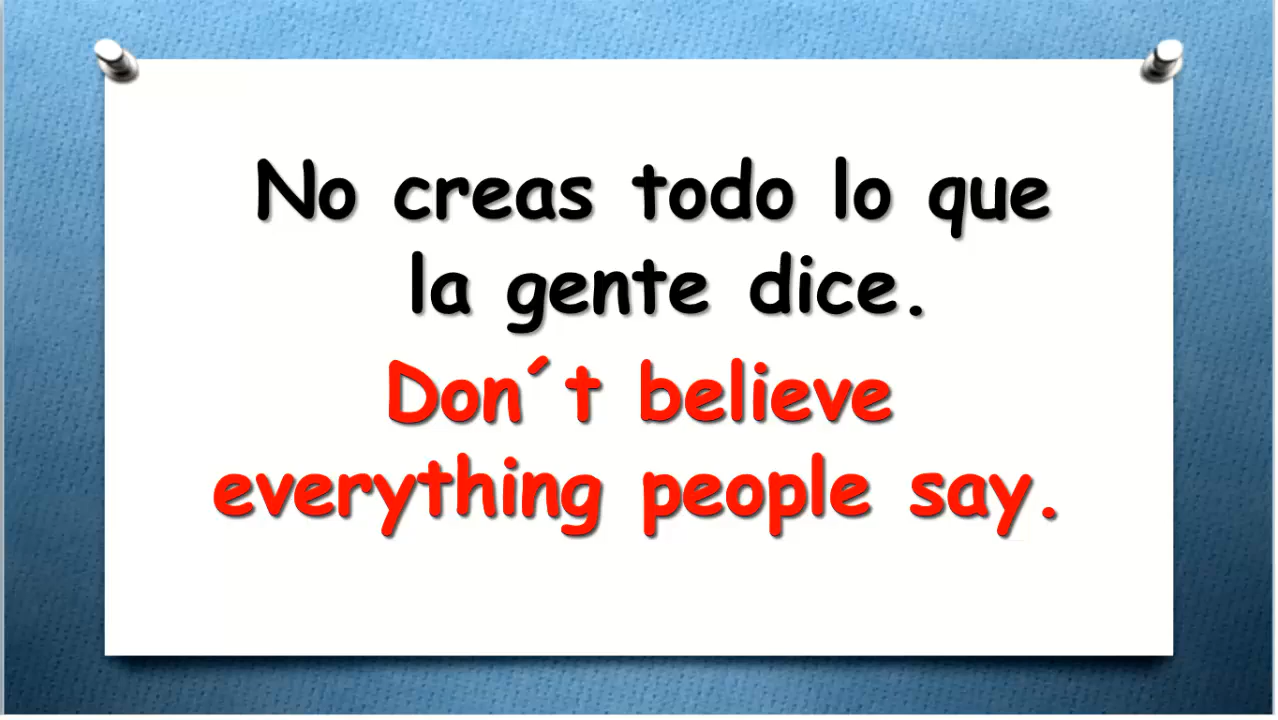 No creas todo lo que
la gente dice.
Don´t believe
everything people say.